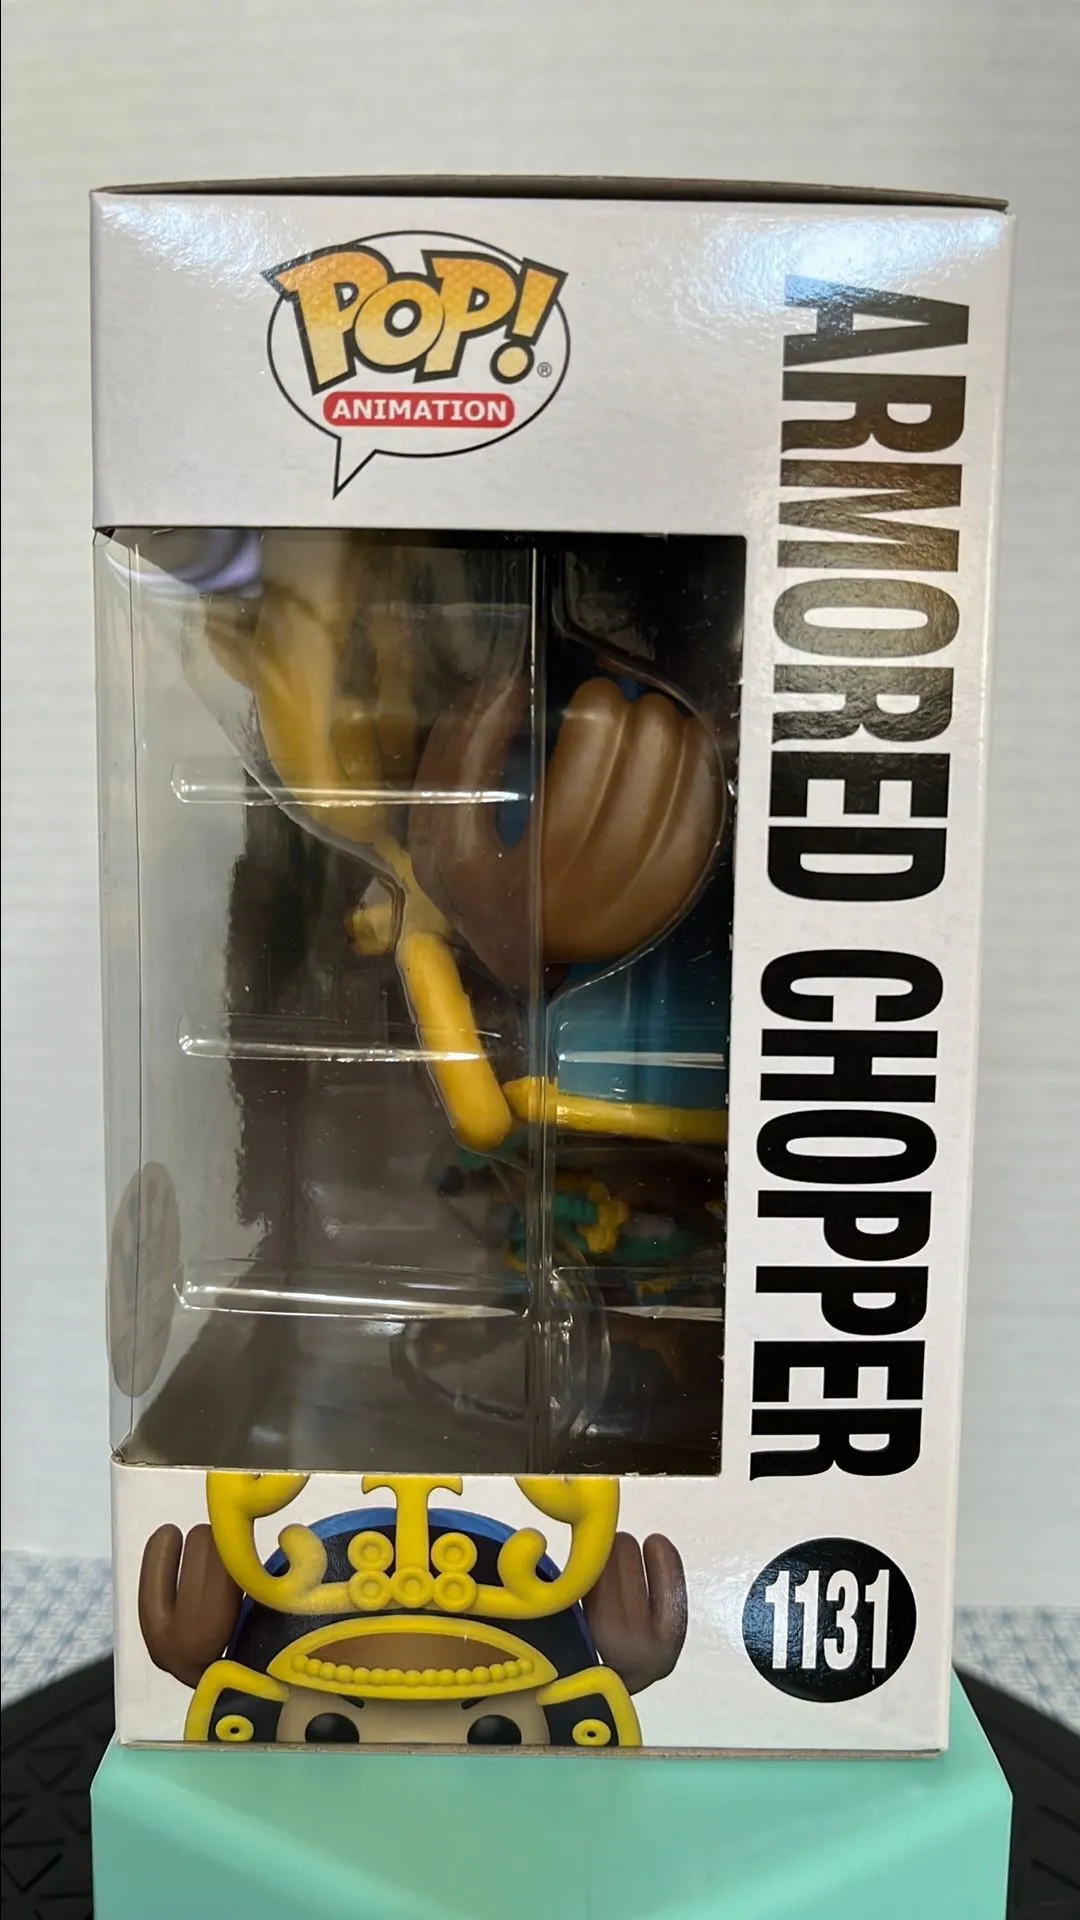 POP!®
ANIMATION
ARMORED CHOPPER
1131